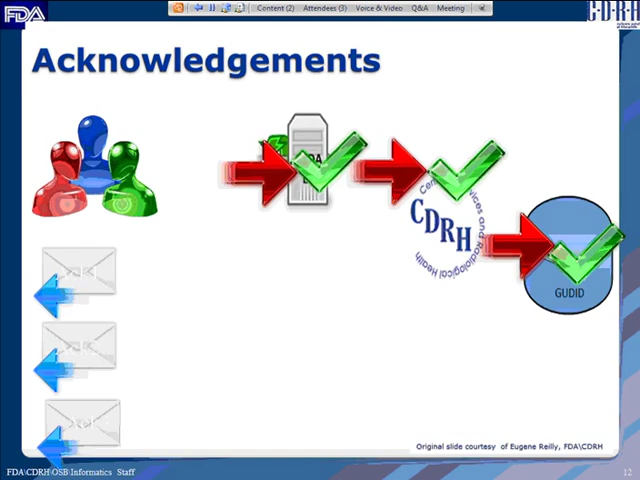 FDA
Content (2) Attendees (3) Voice & Video Q&A Meeting
CDRH
Acknowledgements
Center
Devices and Radiological Health
CDRH
GUDID
Original slide courtesy of Eugene Reilly, FDA\CDRH
FDA\CDRH\OSB\Informatics Staff
12